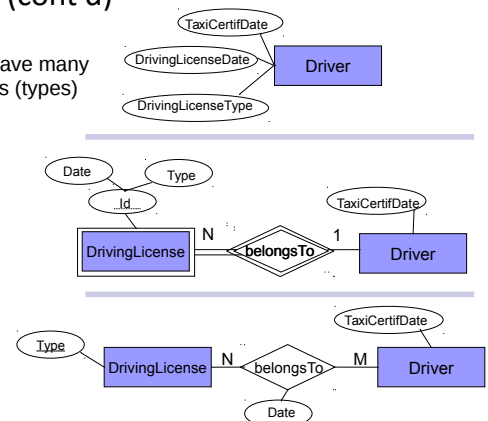 (cont'd)
TaxiCertifDate
ave many
s (types)
DrivingLicenseDate
Driver
DrivingLicenseType
Date
Type
Id
TaxiCertifDate
DrivingLicense
N
belongsTo
1
Driver
TaxiCertifDate
Type
DrivingLicense
N
belongsTo
M
Driver
Date